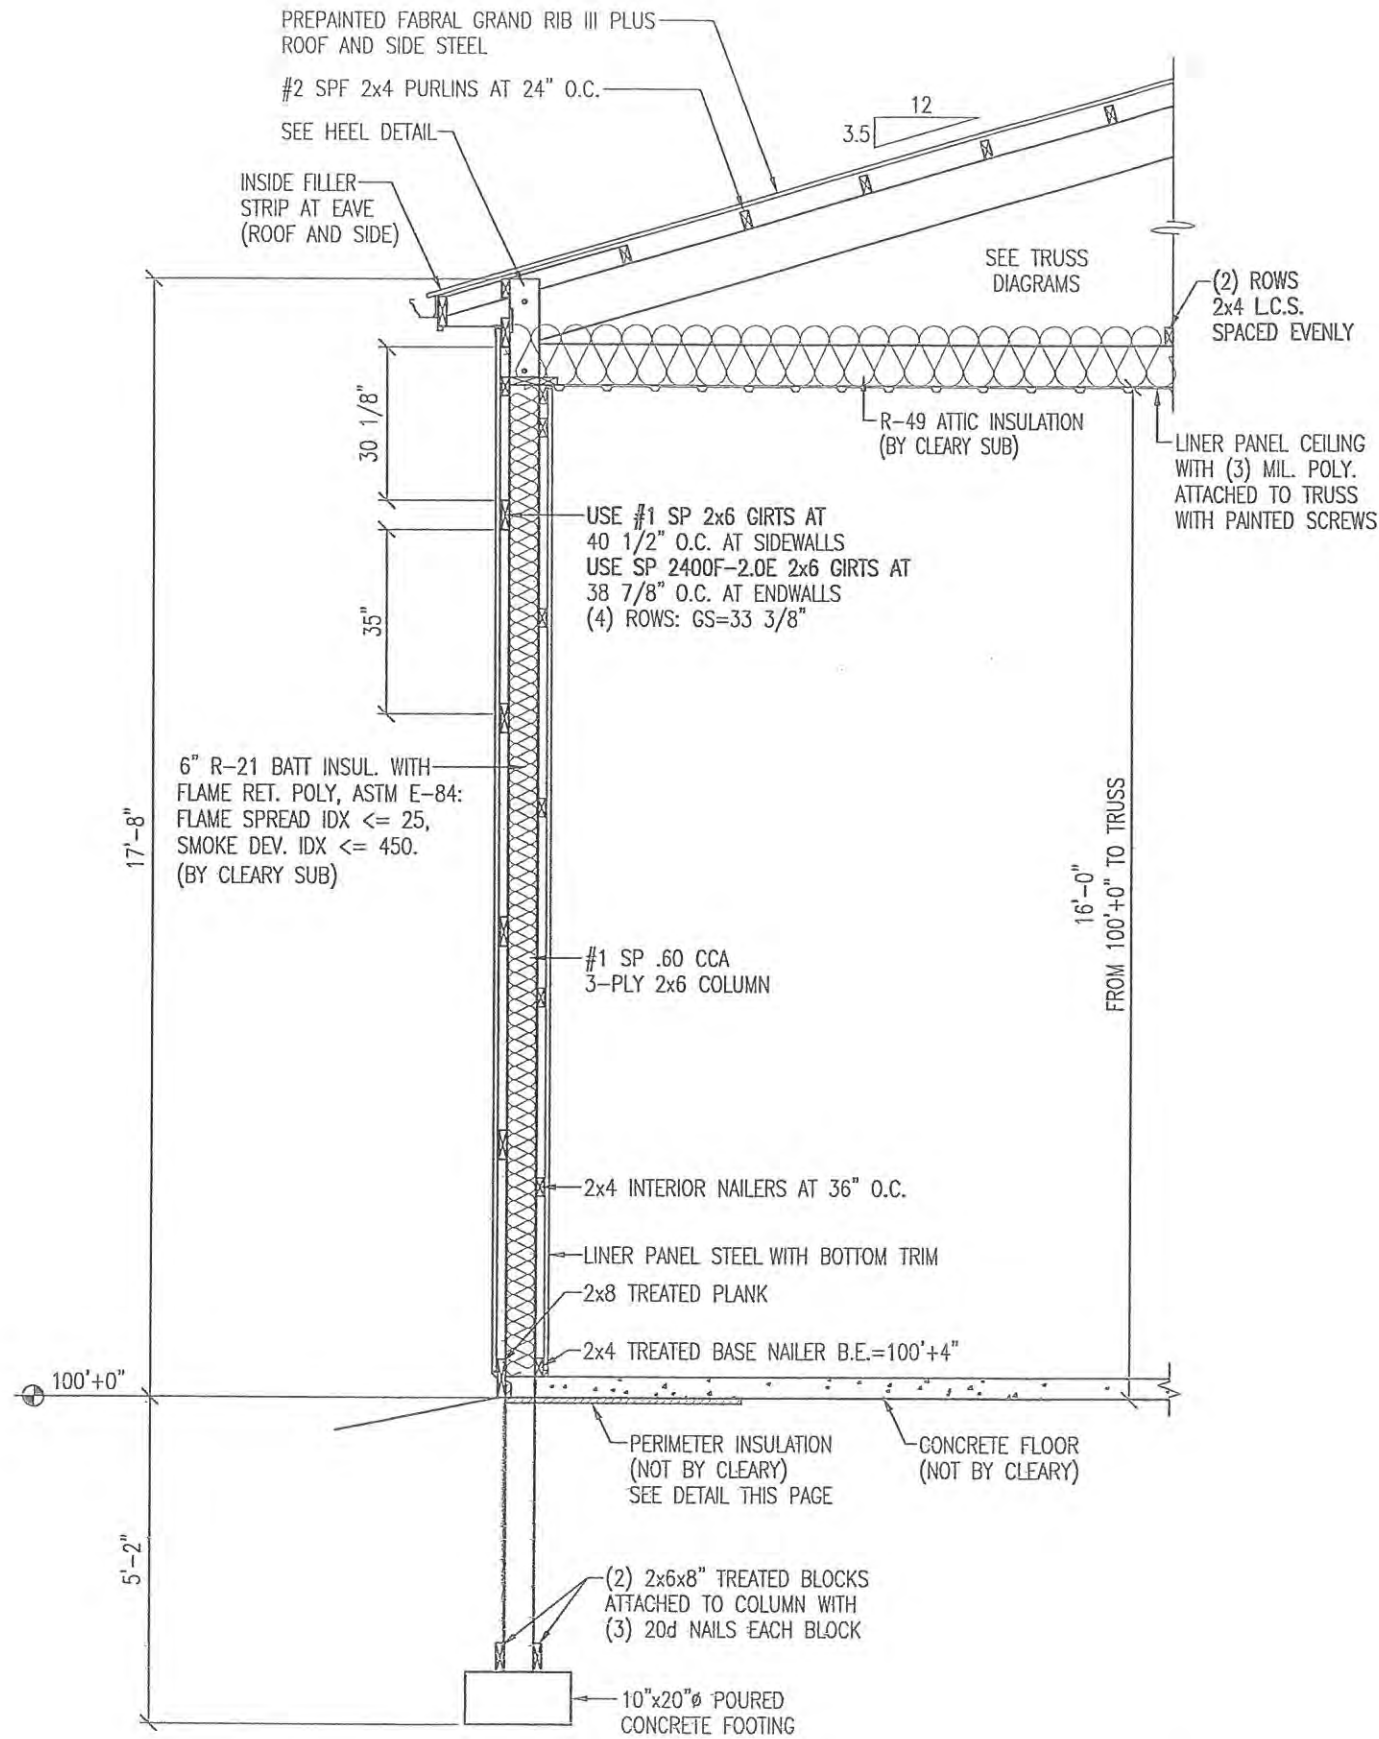 PREPAINTED FABRAL GRAND RIB III PLUS
ROOF AND SIDE STEEL
#2 SPF 2x4 PURLINS AT 24" O.C.
SEE HEEL DETAIL
INSIDE FILLER
STRIP AT EAVE
(ROOF AND SIDE)
12
3.5
SEE TRUSS
DIAGRAMS
(2) ROWS
2x4 L.C.S.
SPACED EVENLY
R-49 ATTIC INSULATION
(BY CLEARY SUB)
LINER PANEL CEILING
WITH (3) MIL. POLY.
ATTACHED TO TRUSS
WITH PAINTED SCREWS
30 1/8"
35"
USE #1 SP 2x6 GIRTS AT
40 1/2" O.C. AT SIDEWALLS
USE SP 2400F-2.0E 2x6 GIRTS AT
38 7/8" O.C. AT ENDWALLS
(4) ROWS: GS=33 3/8"
6" R-21 BATT INSUL. WITH
FLAME RET. POLY, ASTM E-84:
FLAME SPREAD IDX <= 25,
SMOKE DEV. IDX <= 450.
(BY CLEARY SUB)
17'-8"
16'-0"
FROM 100'+0" TO TRUSS
#1 SP .60 CCA
3-PLY 2x6 COLUMN
2x4 INTERIOR NAILERS AT 36" O.C.
LINER PANEL STEEL WITH BOTTOM TRIM
2x8 TREATED PLANK
2x4 TREATED BASE NAILER B.E.=100'+4"
100'+0"
PERIMETER INSULATION
(NOT BY CLEARY)
SEE DETAIL THIS PAGE
CONCRETE FLOOR
(NOT BY CLEARY)
5'-2"
(2) 2x6x8" TREATED BLOCKS
ATTACHED TO COLUMN WITH
(3) 20d NAILS EACH BLOCK
10"x20"ø POURED
CONCRETE FOOTING